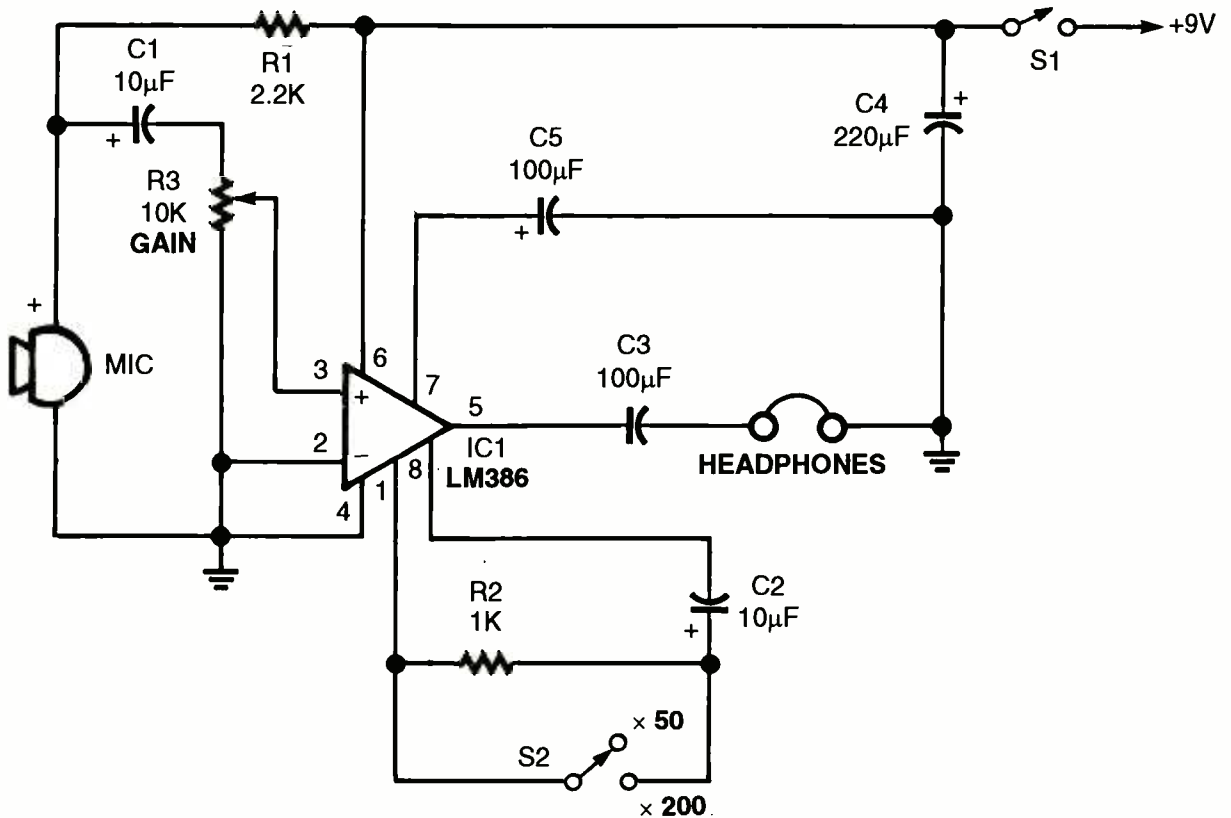 +9V
S1
C1
10µF
R1
2.2K
C4
220µF
+
+
C5
100µF
+
R3
10K
GAIN
+
MIC
3
6
7
+
5
C3
100µF
2
−
8
IC1
LM386
HEADPHONES
4
1
R2
1K
C2
10µF
+
S2
× 50
× 200